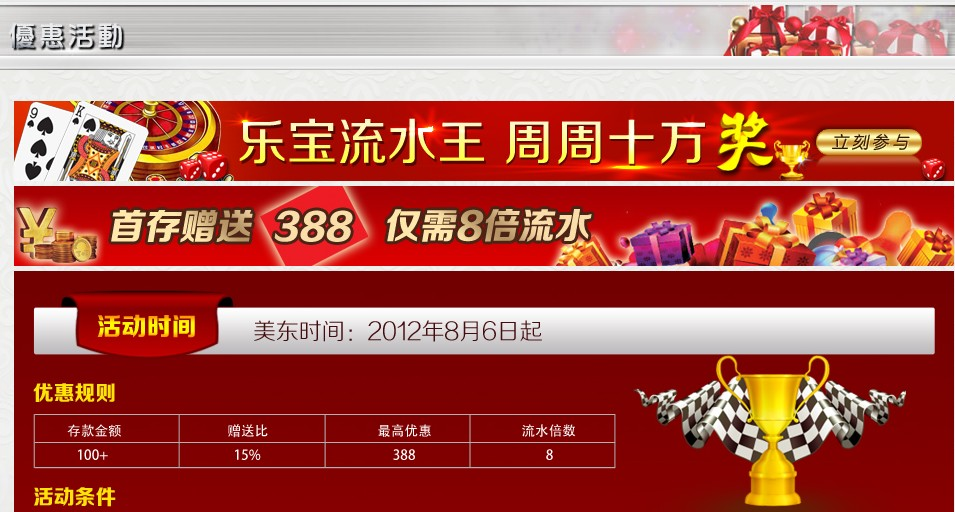 優惠活動
9 K
乐宝流水王 周周十万奖 立刻参与
首存赠送 388 仅需8倍流水
活动时间 美东时间：2012年8月6日起
优惠规则
存款金额 赠送比 最高优惠 流水倍数
100+ 15% 388 8
活动条件